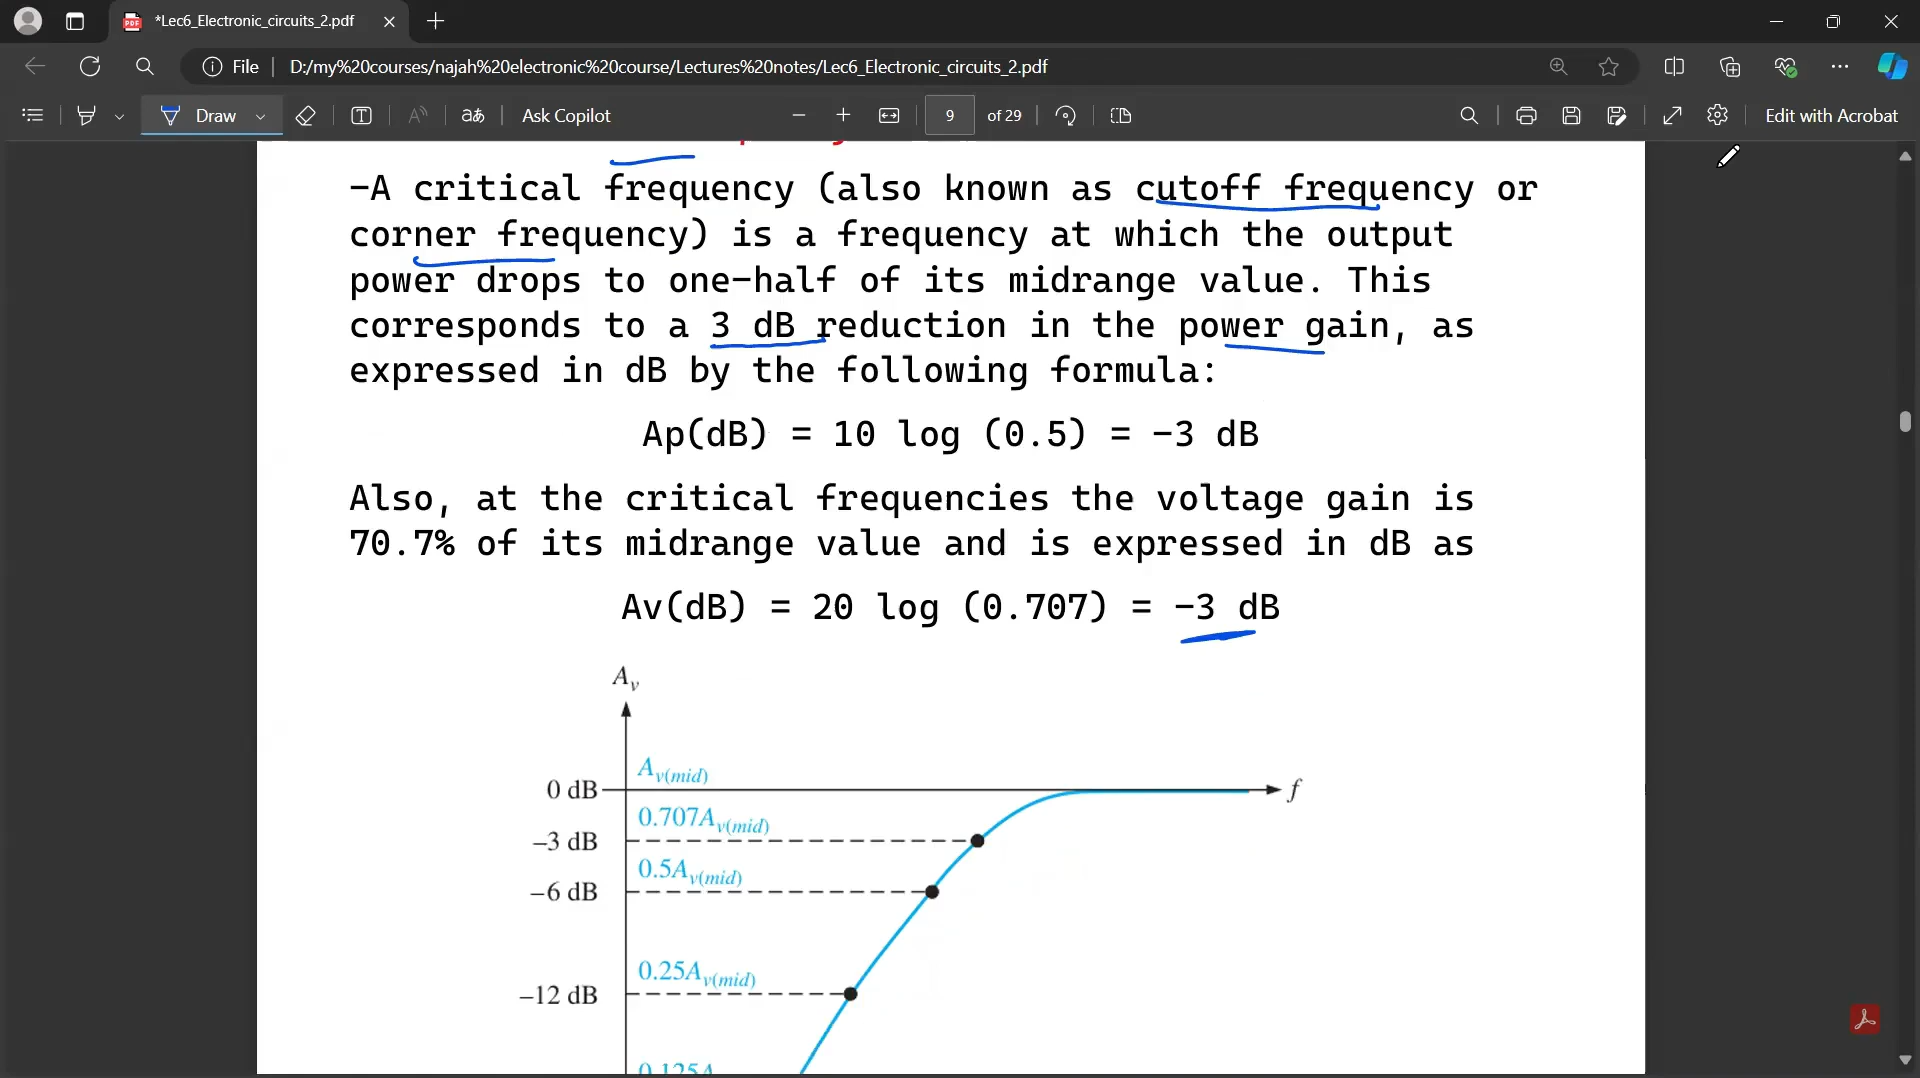 *Lec6_Electronic_circuits_2.pdf
File
D:/my%20courses/najah%20electronic%20course/Lectures%20notes/Lec6_Electronic_circuits_2.pdf
Draw
aあ
Ask Copilot
9 of 29
Edit with Acrobat
-A critical frequency (also known as cutoff frequency or
corner frequency) is a frequency at which the output
power drops to one-half of its midrange value. This
corresponds to a 3 dB reduction in the power gain, as
expressed in dB by the following formula:
Ap(dB) = 10 log (0.5) = -3 dB
Also, at the critical frequencies the voltage gain is
70.7% of its midrange value and is expressed in dB as
Av(dB) = 20 log (0.707) = -3 dB
Av
Av(mid)
0 dB
f
0.707Av(mid)
–3 dB
0.5Av(mid)
–6 dB
0.25Av(mid)
–12 dB